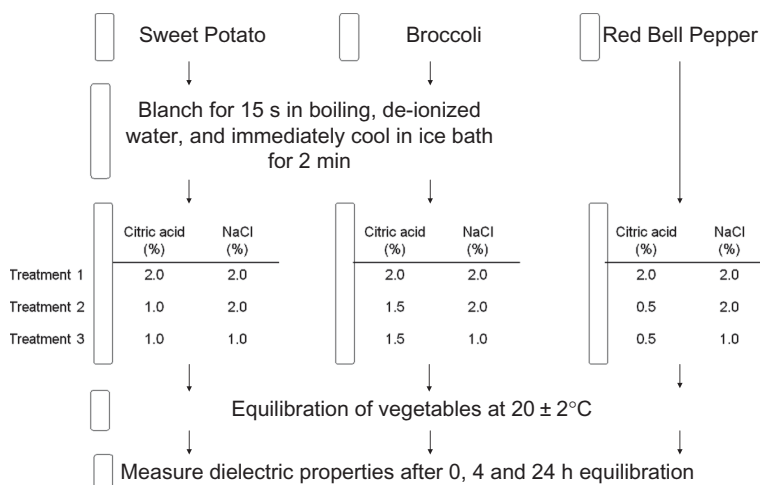 Sweet Potato Broccoli Red Bell Pepper
Blanch for 15 s in boiling, de-ionized
water, and immediately cool in ice bath
for 2 min
Citric acid NaCl Citric acid NaCl Citric acid NaCl
(%) (%) (%) (%) (%) (%)
Treatment 1 2.0 2.0 2.0 2.0 2.0 2.0
Treatment 2 1.0 2.0 1.5 2.0 0.5 2.0
Treatment 3 1.0 1.0 1.5 1.0 0.5 1.0
Equilibration of vegetables at 20 ± 2°C
Measure dielectric properties after 0, 4 and 24 h equilibration